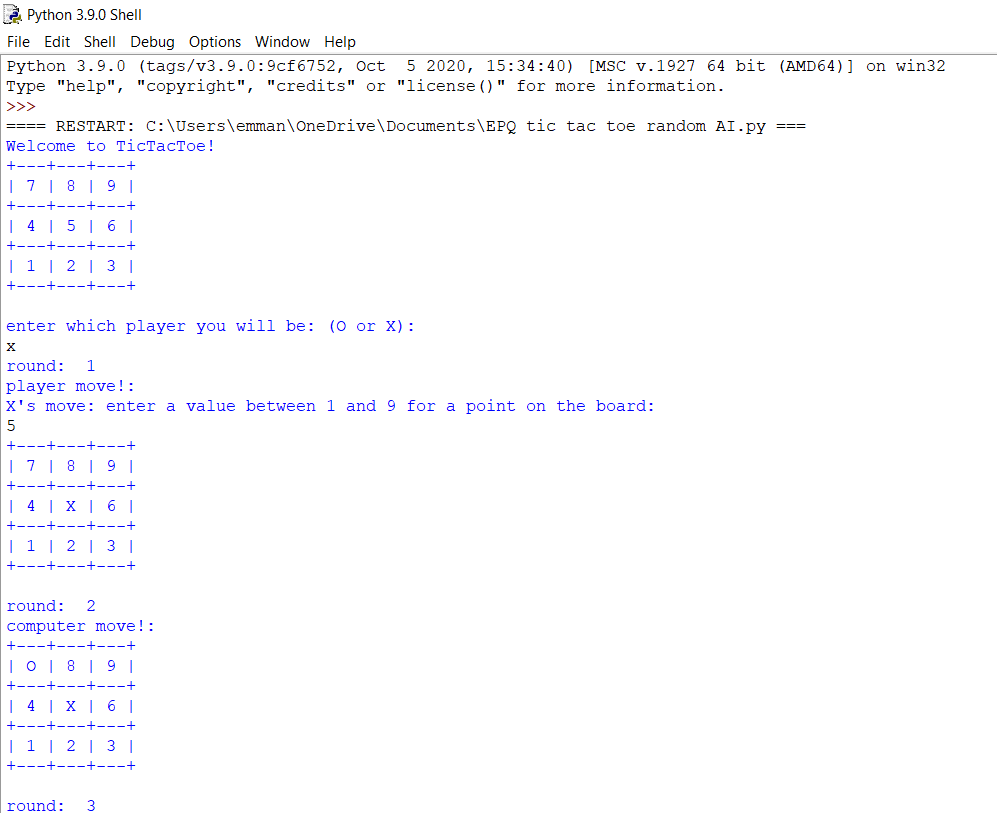 Python 3.9.0 Shell
File Edit Shell Debug Options Window Help
Python 3.9.0 (tags/v3.9.0:9cf6752, Oct  5 2020, 15:34:40) [MSC v.1927 64 bit (AMD64)] on win32
Type "help", "copyright", "credits" or "license()" for more information.
>>>
==== RESTART: C:\Users\emman\OneDrive\Documents\EPQ tic tac toe random AI.py ===
Welcome to TicTacToe!
+---+---+---+
| 7 | 8 | 9 |
+---+---+---+
| 4 | 5 | 6 |
+---+---+---+
| 1 | 2 | 3 |
+---+---+---+

enter which player you will be: (O or X):
x
round:  1
player move!:
X's move: enter a value between 1 and 9 for a point on the board:
5
+---+---+---+
| 7 | 8 | 9 |
+---+---+---+
| 4 | X | 6 |
+---+---+---+
| 1 | 2 | 3 |
+---+---+---+

round:  2
computer move!:
+---+---+---+
| O | 8 | 9 |
+---+---+---+
| 4 | X | 6 |
+---+---+---+
| 1 | 2 | 3 |
+---+---+---+

round:  3